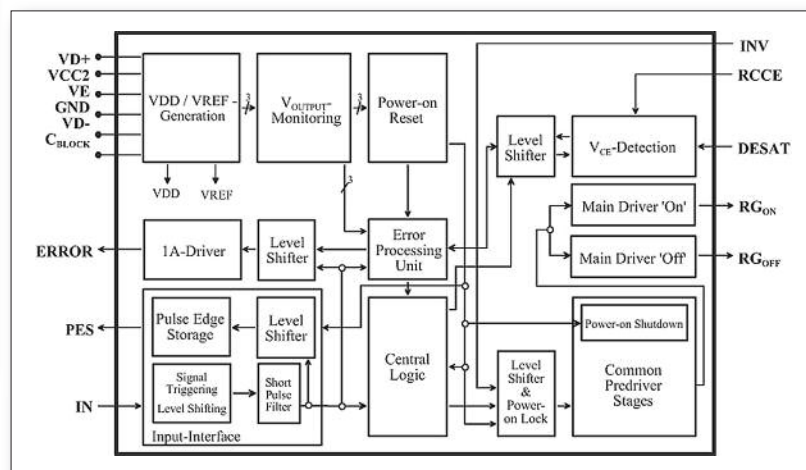 VD+
VCC2
VE
GND
VD-
CBLOCK
VDD / VREF -
Generation
3
VOUTPUT-
Monitoring
3
Power-on
Reset
INV
RCCE
Level
Shifter
VCE-Detection
DESAT
VDD
VREF
3
Main Driver 'On'
RGON
ERROR
1A-Driver
Level
Shifter
Error
Processing
Unit
Main Driver 'Off'
RGOFF
PES
Pulse Edge
Storage
Level
Shifter
Central
Logic
Power-on Shutdown
IN
Signal
Triggering
Level Shifting
Short
Pulse
Filter
Input-Interface
Level
Shifter
&
Power-
on Lock
Common
Predriver
Stages